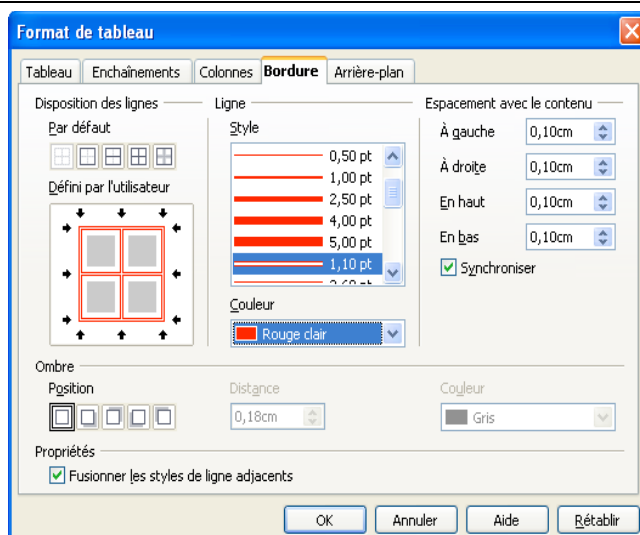 Format de tableau
Tableau Enchaînements Colonnes Bordure Arrière-plan
Disposition des lignes
Par défaut
Défini par l'utilisateur
Ligne
Style
0,50 pt
1,00 pt
2,50 pt
4,00 pt
5,00 pt
1,10 pt
Couleur
Rouge clair
Espacement avec le contenu
À gauche 0,10cm
À droite 0,10cm
En haut 0,10cm
En bas 0,10cm
Synchroniser
Ombre
Position
Distance
0,18cm
Couleur
Gris
Propriétés
Fusionner les styles de ligne adjacents
OK Annuler Aide Rétablir